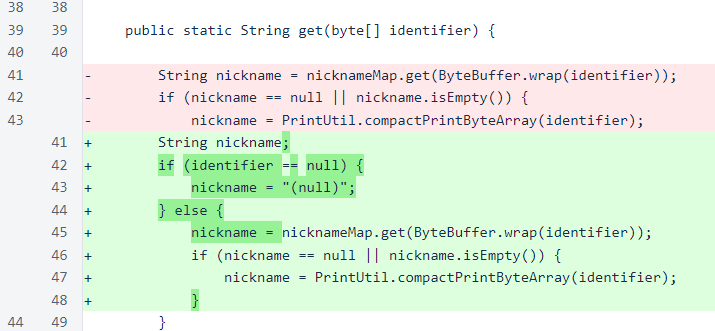 38 38
39 39 public static String get(byte[] identifier) {
40 40
41 - String nickname = nicknameMap.get(ByteBuffer.wrap(identifier));
42 - if (nickname == null || nickname.isEmpty()) {
43 - nickname = PrintUtil.compactPrintByteArray(identifier);
41 + String nickname;
42 + if (identifier == null) {
43 + nickname = "(null)";
44 + } else {
45 + nickname = nicknameMap.get(ByteBuffer.wrap(identifier));
46 + if (nickname == null || nickname.isEmpty()) {
47 + nickname = PrintUtil.compactPrintByteArray(identifier);
48 + }
44 49 }